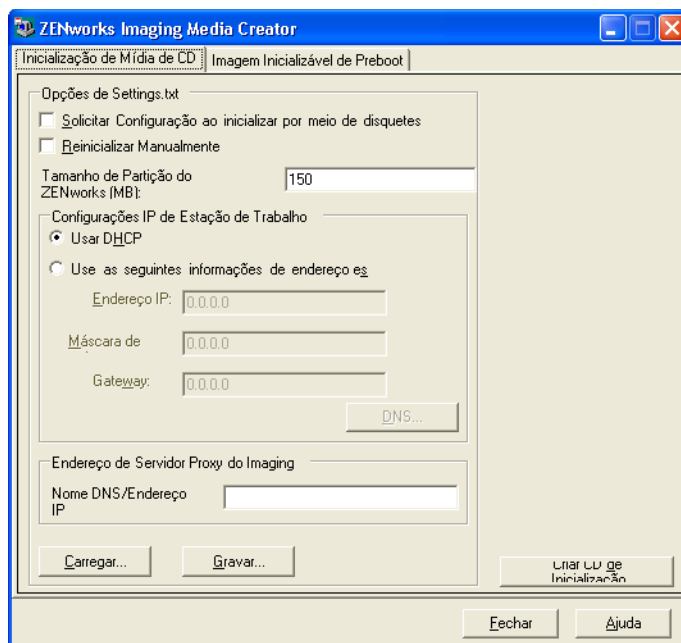 ZENworks Imaging Media Creator
Inicialização de Mídia de CD
Imagem Inicializável de Preboot
Opções de Settings.txt
Solicitar Configuração ao inicializar por meio de disquetes
Reinicializar Manualmente
Tamanho de Partição do
ZENworks (MB):
150
Configurações IP de Estação de Trabalho
Usar DHCP
Use as seguintes informações de endereço es
Endereço IP:
0.0.0.0
Máscara de
0.0.0.0
Gateway:
0.0.0.0
DNS...
Endereço de Servidor Proxy do Imaging
Nome DNS/Endereço
IP
Carregar...
Gravar...
Criar CD de
Inicialização
Fechar
Ajuda